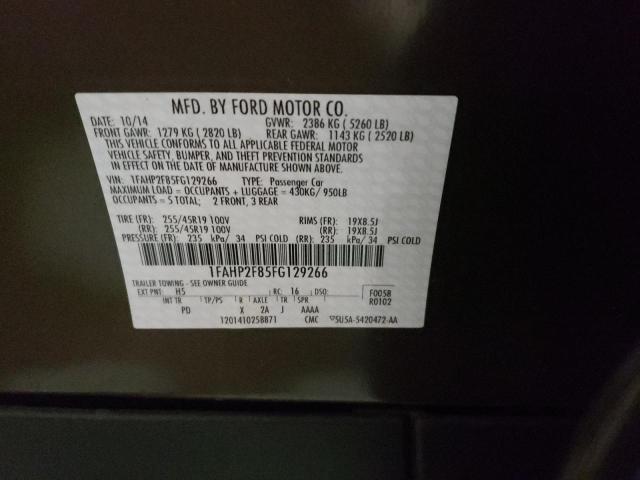 MFD. BY FORD MOTOR CO.
DATE: 10/14 GVWR: 2386 KG ( 5260 LB)
FRONT GAWR: 1279 KG ( 2820 LB) REAR GAWR: 1143 KG ( 2520 LB)
THIS VEHICLE CONFORMS TO ALL APPLICABLE FEDERAL MOTOR
VEHICLE SAFETY, BUMPER, AND THEFT PREVENTION STANDARDS
IN EFFECT ON THE DATE OF MANUFACTURE SHOWN ABOVE.
VIN: 1FAHP2F85FG129266 TYPE: Passenger Car
MAXIMUM LOAD = OCCUPANTS + LUGGAGE = 430KG/ 950LB
OCCUPANTS = 5 TOTAL; 2 FRONT, 3 REAR
TIRE (FR): 255/45R19 100V RIMS (FR): 19X8.5J
(RR): 255/45R19 100V (RR): 19X8.5J
PRESSURE (FR): 235 kPa/ 34 PSI COLD (RR): 235 kPa/ 34 PSI COLD
1FAHP2F85FG129266
TRAILER TOWING - SEE OWNER GUIDE
EXT PNT: H5 RC: 16 DSO: F0058
INT TR TP/PS R AXLE TR SPR R0102
PD X 2A J AAAA
1201410258871 CMC 5U5A-5420472-AA